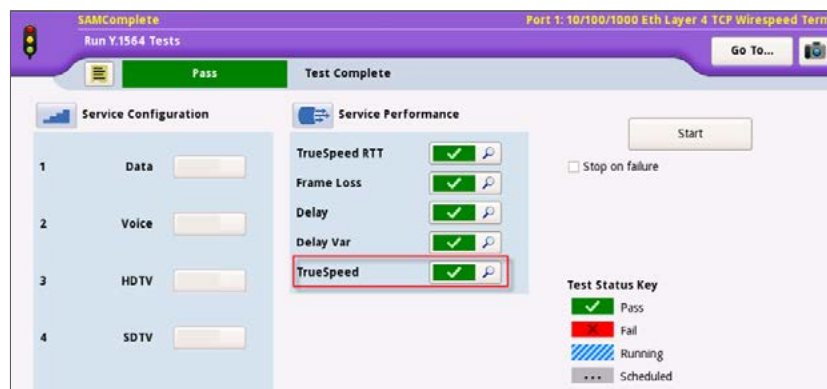 SAMComplete
Port 1: 10/100/1000 Eth Layer 4 TCP Wirespeed Term
Run Y.1564 Tests
Go To...
Pass
Test Complete
Service Configuration
Service Performance
Start
Stop on failure
1 Data
2 Voice
3 HDTV
4 SDTV
TrueSpeed RTT
Frame Loss
Delay
Delay Var
TrueSpeed
Test Status Key
Pass
Fail
Running
Scheduled